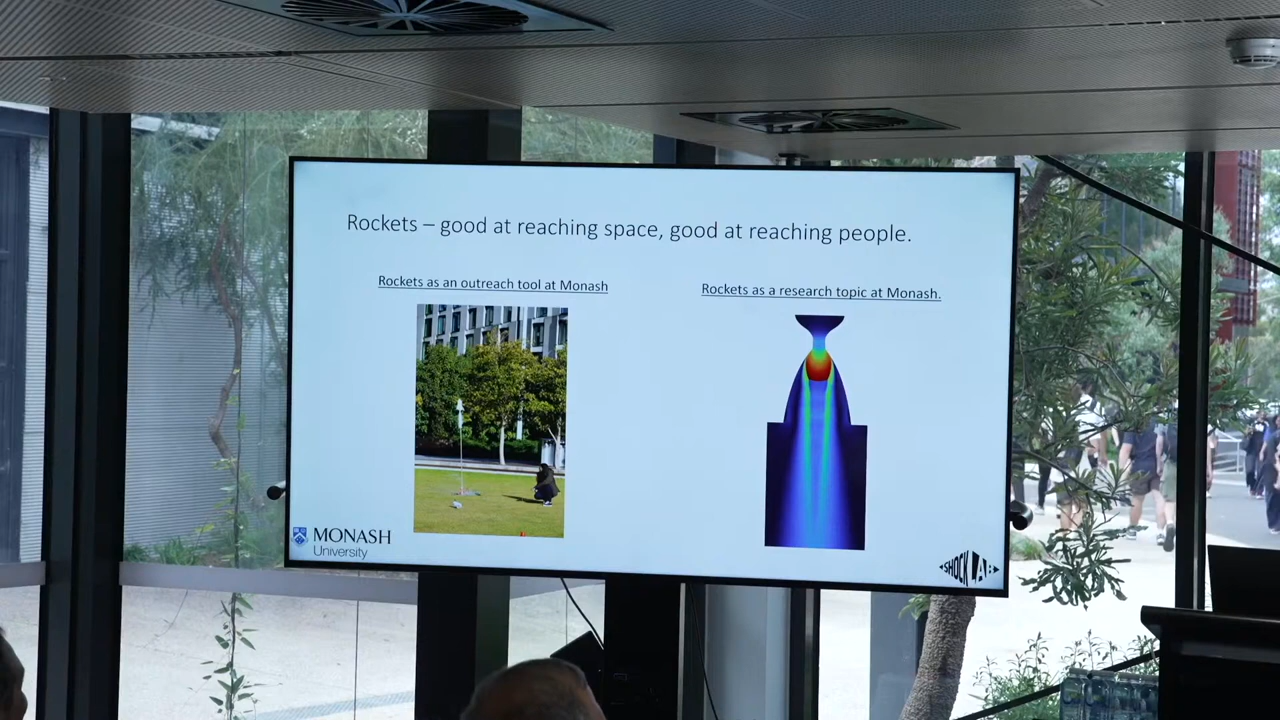 Rockets – good at reaching space, good at reaching people.
Rockets as an outreach tool at Monash
Rockets as a research topic at Monash.
MONASH
University
SHOCK LAB